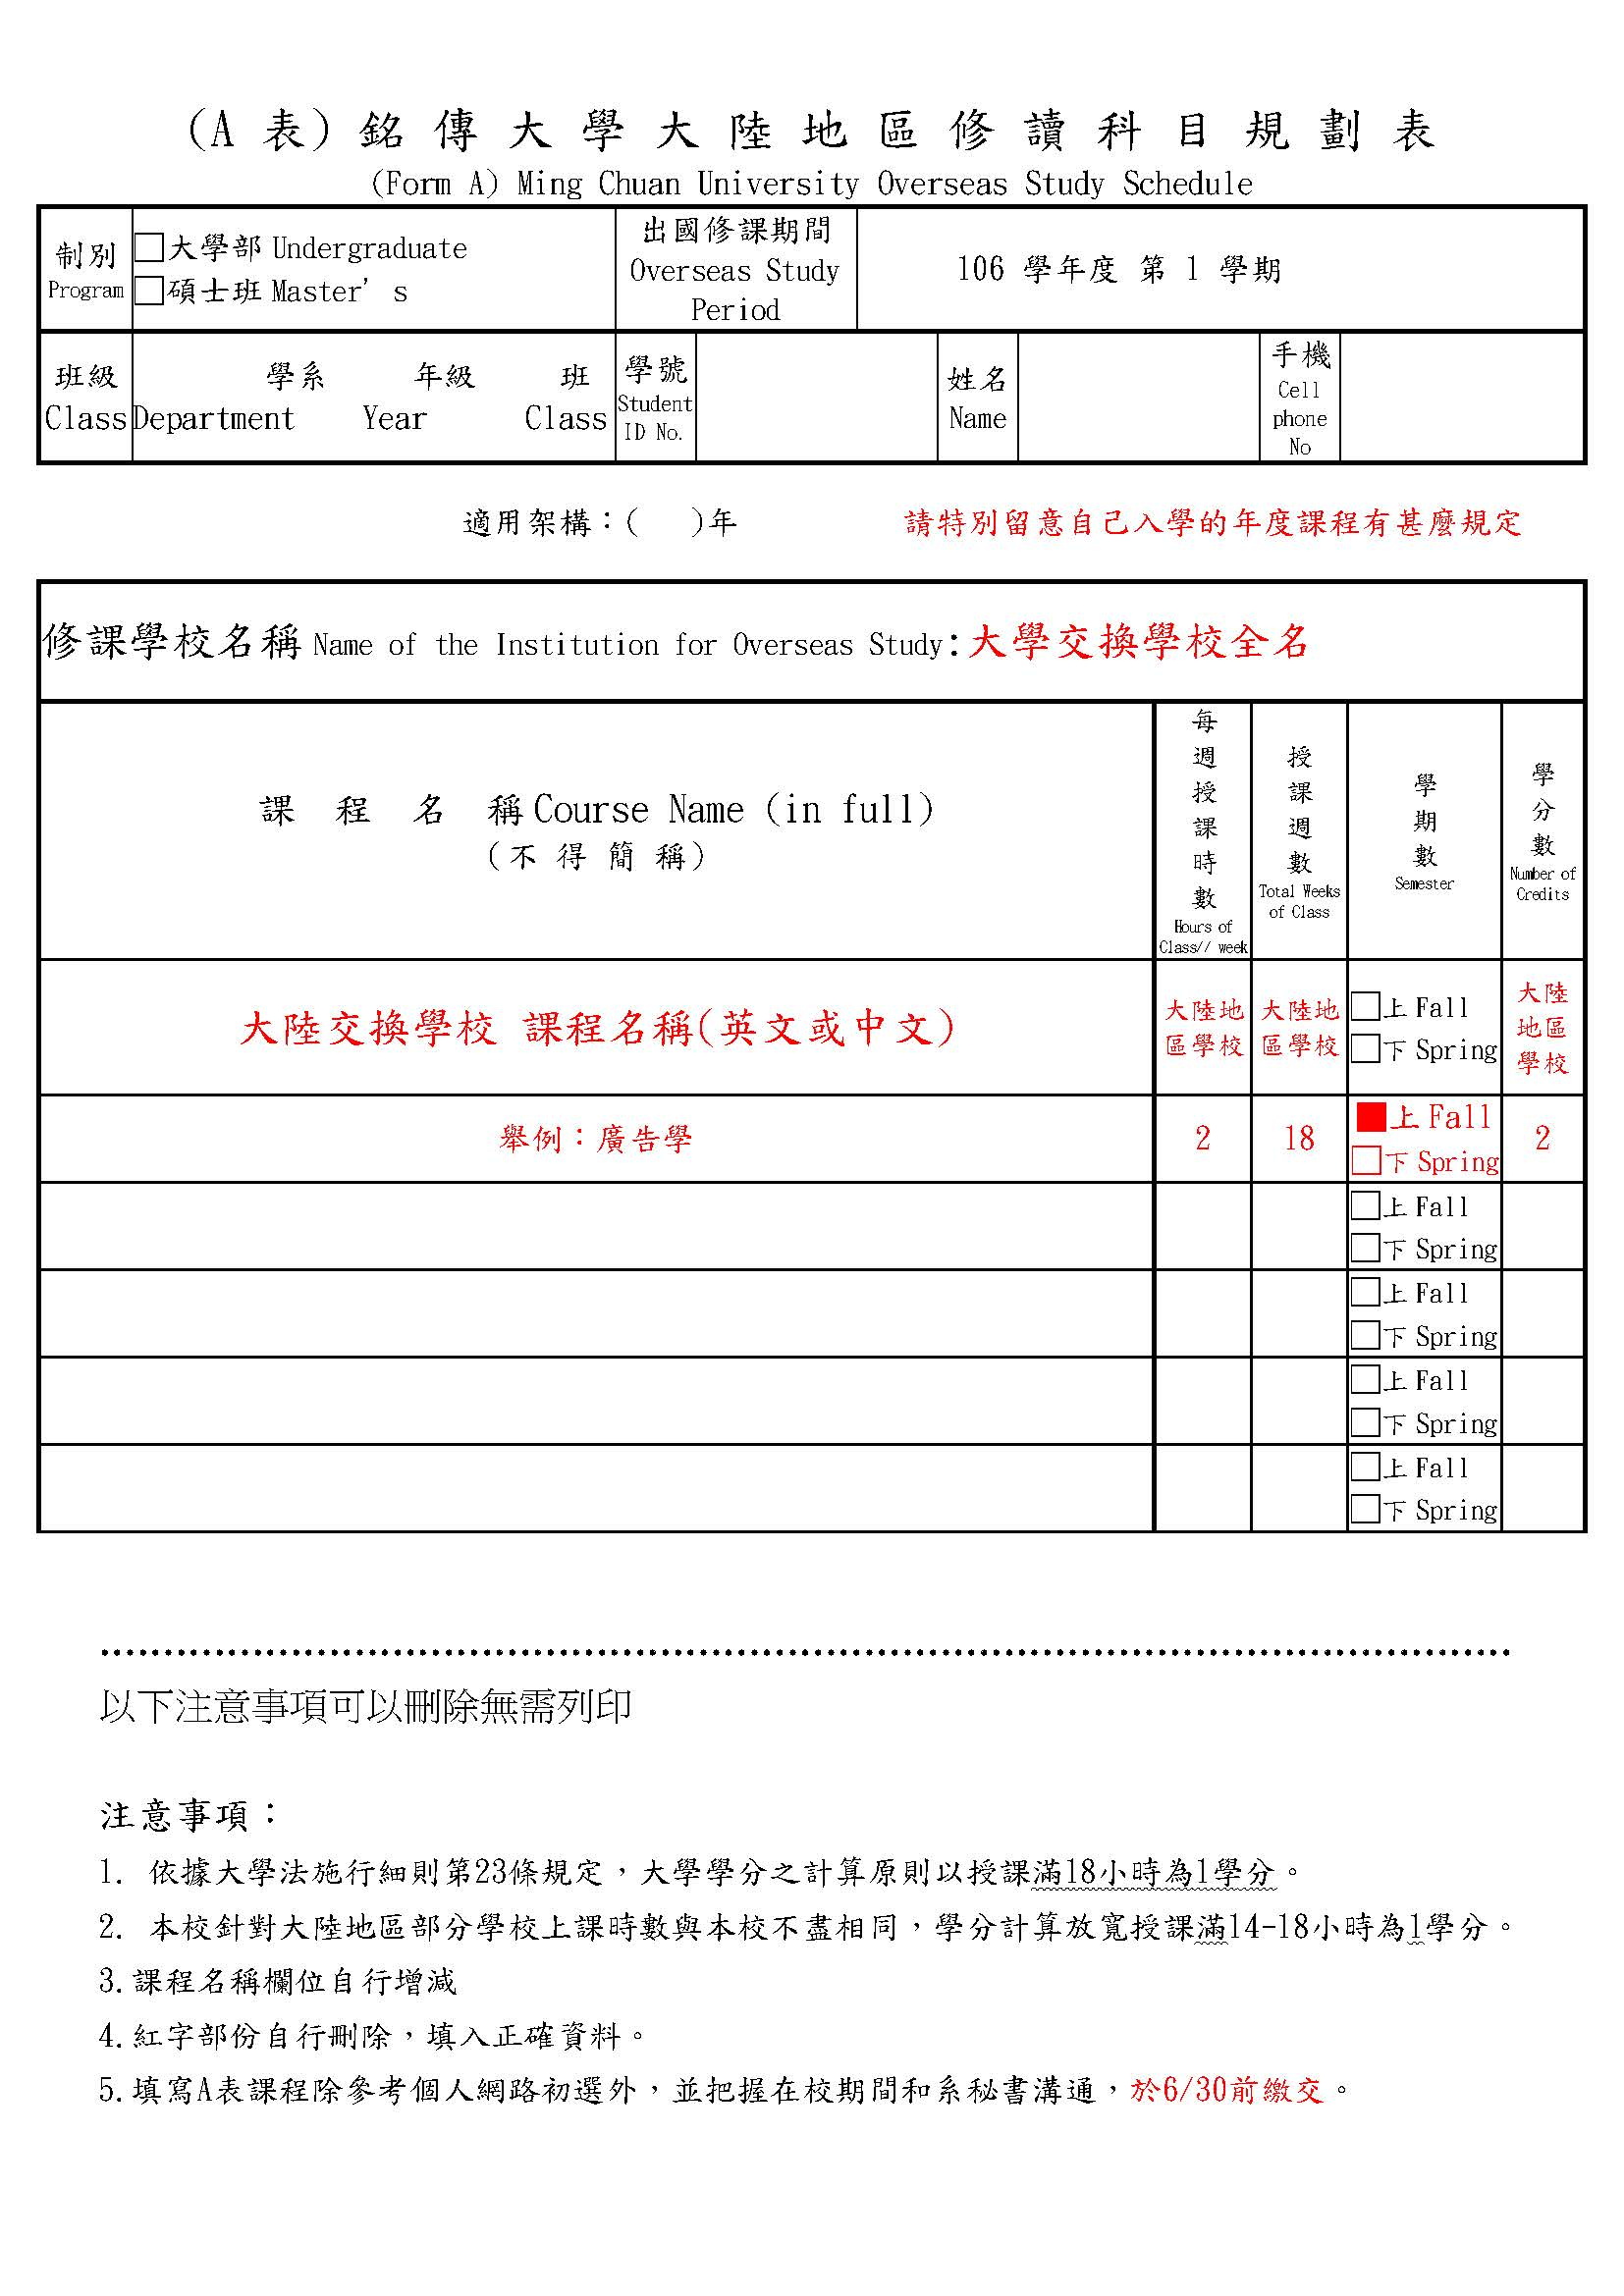 (A 表) 銘 傳 大 學 大 陸 地 區 修 讀 科 目 規 劃 表
(Form A) Ming Chuan University Overseas Study Schedule
制別
Program
□大學部 Undergraduate
□碩士班 Master's
出國修課期間
Overseas Study
Period
106 學年度 第 1 學期
班級
Class
學系 年級 班
Department Year Class
學號
Student
ID No.
姓名
Name
手機
Cell
phone
No
適用架構：( )年 請特別留意自己入學的年度課程有甚麼規定
修課學校名稱 Name of the Institution for Overseas Study:大學交換學校全名
課 程 名 稱 Course Name (in full)
(不 得 簡 稱)
每
週
授
課
時
數
Hours of
Class// week
授
課
週
數
Total Weeks
of Class
學
期
數
Semester
學
分
數
Number of
Credits
大陸交換學校 課程名稱(英文或中文)
大陸地
區學校
大陸地
區學校
□上 Fall
□下 Spring
大陸
地區
學校
舉例：廣告學
2
18
■上 Fall
□下 Spring
2
□上 Fall
□下 Spring
□上 Fall
□下 Spring
□上 Fall
□下 Spring
□上 Fall
□下 Spring
以下注意事項可以刪除無需列印
注意事項：
1. 依據大學法施行細則第23條規定，大學學分之計算原則以授課滿18小時為1學分。
2. 本校針對大陸地區部分學校上課時數與本校不盡相同，學分計算放寬授課滿14-18小時為1學分。
3.課程名稱欄位自行增減
4.紅字部份自行刪除，填入正確資料。
5.填寫A表課程除參考個人網路初選外，並把握在校期間和系秘書溝通，於6/30前繳交。